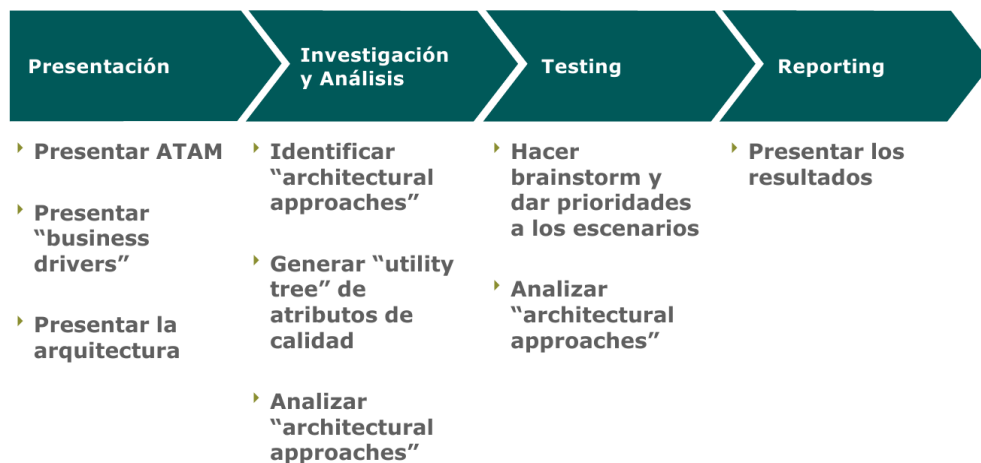 Presentación
Investigación
y Análisis
Testing
Reporting
Presentar ATAM
Presentar
“business
drivers”
Presentar la
arquitectura
Identificar
“architectural
approaches”
Generar “utility
tree” de
atributos de
calidad
Analizar
“architectural
approaches”
Hacer
brainstorm y
dar prioridades
a los escenarios
Analizar
“architectural
approaches”
Presentar los
resultados